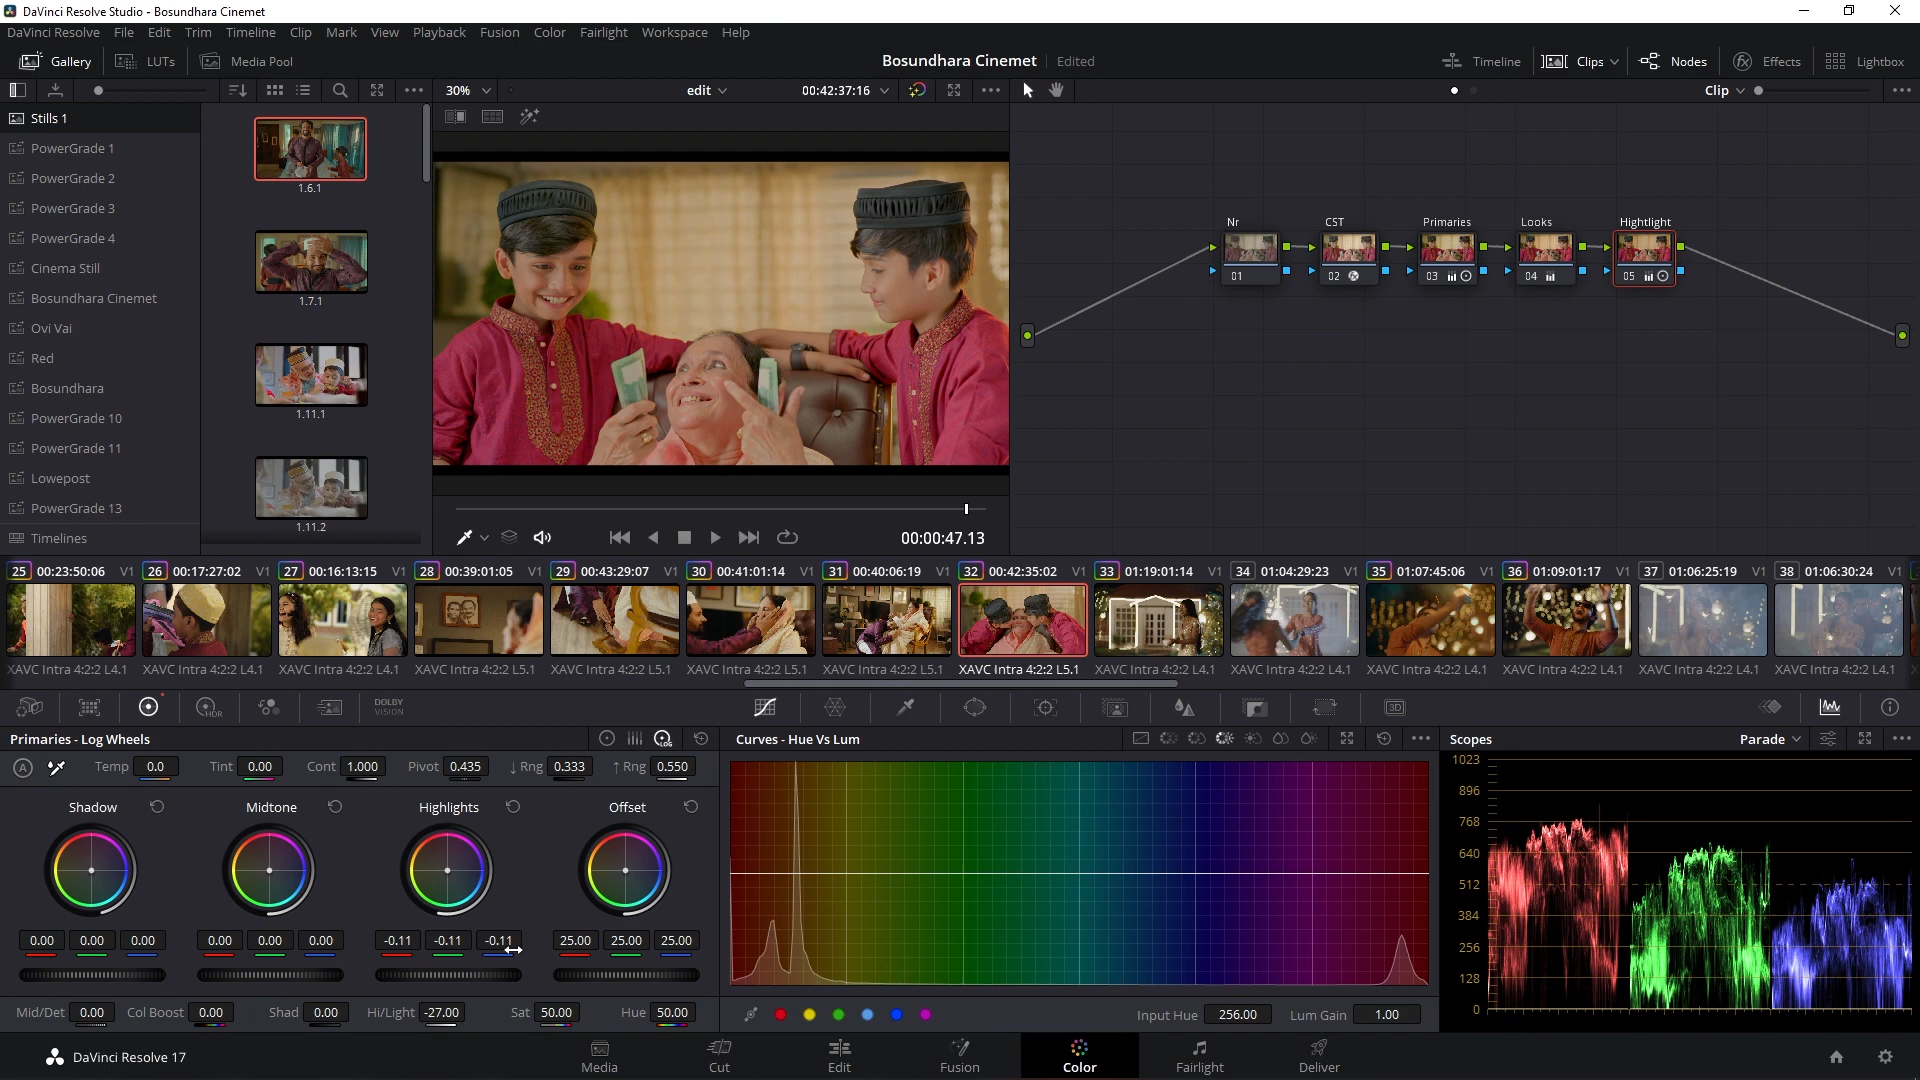 DaVinci Resolve Studio - Bosundhara Cinemet
DaVinci Resolve File Edit Trim Timeline Clip Mark View Playback Fusion Color Fairlight Workspace Help
Gallery LUTs Media Pool Bosundhara Cinemet Edited Timeline Clips Nodes Effects Lightbox
30% edit 00:42:37:16 Clip
Stills 1
PowerGrade 1
PowerGrade 2
PowerGrade 3
PowerGrade 4
Cinema Still
Bosundhara Cinemet
Ovi Vai
Red
Bosundhara
PowerGrade 10
PowerGrade 11
Lowepost
PowerGrade 13
Timelines
1.6.1
1.7.1
1.11.1
1.11.2
00:00:47.13
Nr CST Primaries Looks Hightlight
01 02 03 04 05
25 00:23:50:06 V1 26 00:17:27:02 V1 27 00:16:13:15 V1 28 00:39:01:05 V1 29 00:43:29:07 V1 30 00:41:01:14 V1 31 00:40:06:19 V1 32 00:42:35:02 V1 33 01:19:01:14 V1 34 01:04:29:23 V1 35 01:07:45:06 V1 36 01:09:01:17 V1 37 01:06:25:19 V1 38 01:06:30:24 V1
XAVC Intra 4:2:2 L4.1 XAVC Intra 4:2:2 L4.1 XAVC Intra 4:2:2 L4.1 XAVC Intra 4:2:2 L5.1 XAVC Intra 4:2:2 L5.1 XAVC Intra 4:2:2 L5.1 XAVC Intra 4:2:2 L5.1 XAVC Intra 4:2:2 L5.1 XAVC Intra 4:2:2 L4.1 XAVC Intra 4:2:2 L4.1 XAVC Intra 4:2:2 L4.1 XAVC Intra 4:2:2 L4.1 XAVC Intra 4:2:2 L4.1 XAVC Intra 4:2:2 L4.1
HDR DOLBY VISION 3D
Primaries - Log Wheels LOG
A Temp 0.0 Tint 0.00 Cont 1.000 Pivot 0.435 ↓ Rng 0.333 ↑ Rng 0.550
Shadow Midtone Highlights Offset
0.00 0.00 0.00 0.00 0.00 0.00 -0.11 -0.11 -0.11 25.00 25.00 25.00
Mid/Det 0.00 Col Boost 0.00 Shad 0.00 Hi/Light -27.00 Sat 50.00 Hue 50.00
Curves - Hue Vs Lum
Input Hue 256.00 Lum Gain 1.00
Scopes Parade
1023
896
768
640
512
384
256
128
0
DaVinci Resolve 17 Media Cut Edit Fusion Color Fairlight Deliver